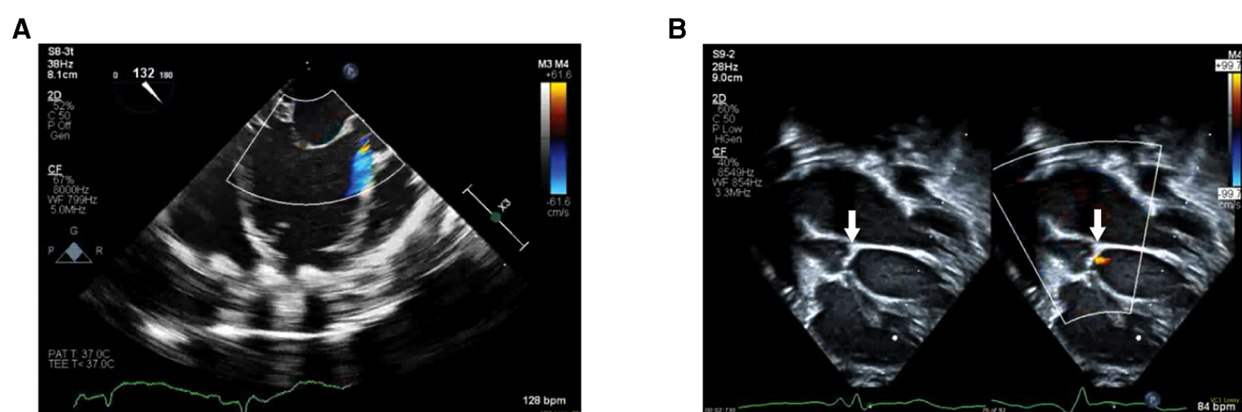 A
S8-3t
38Hz
8.1cm
0 132 180
P
M3 M4
+61.6
2D
52%
C 50
P Off
Gen
CF
67%
8000Hz
WF 799Hz
5.0MHz
-61.6
cm/s
x3
G
P R
PAT T: 37.0C
TEE T< 37.0C
128 bpm
B
S9-2
28Hz
9.0cm
M4
+99.7
2D
60%
C 50
P Low
HGen
CF
40%
8549Hz
WF 854Hz
3.3MHz
-99.7
cm/s
P
84 bpm